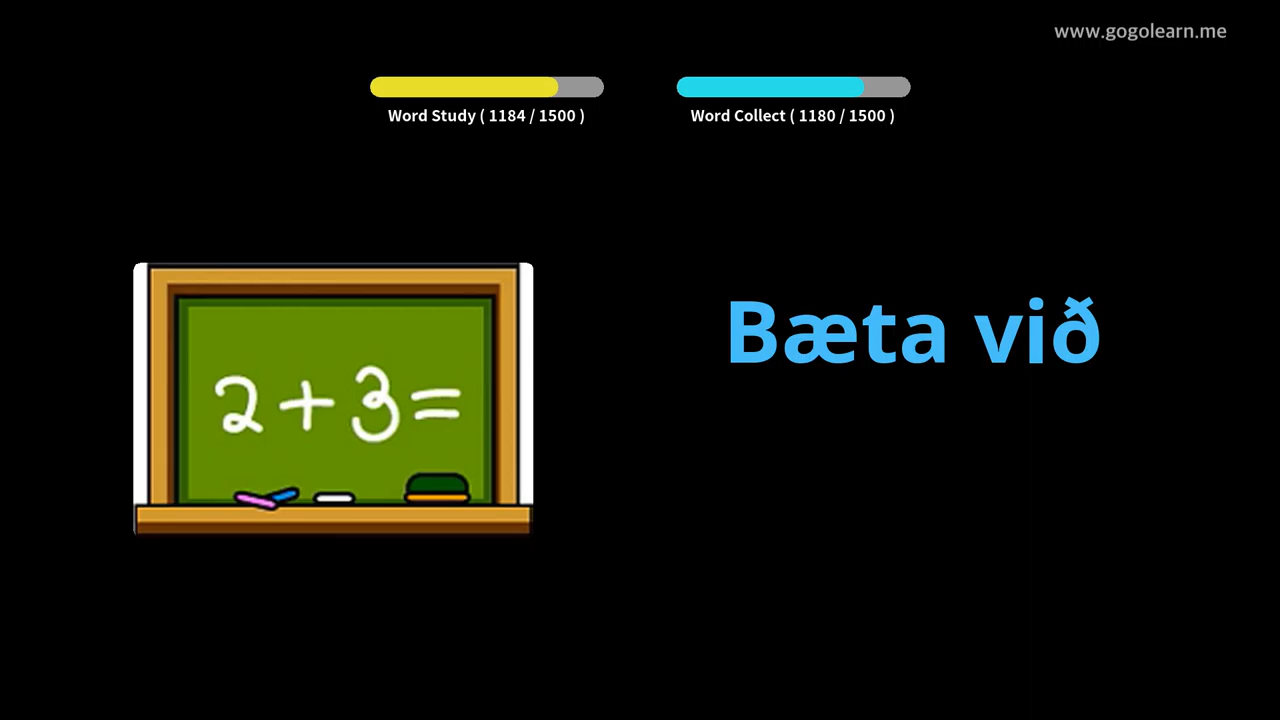 www.gogolearn.me
Word Study ( 1184 / 1500 )
Word Collect ( 1180 / 1500 )
Bæta við
2 + 3 =